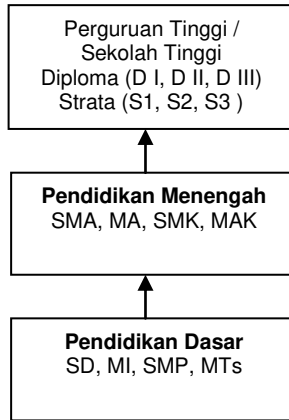 Perguruan Tinggi /
Sekolah Tinggi
Diploma (D I, D II, D III)
Strata (S1, S2, S3 )
Pendidikan Menengah
SMA, MA, SMK, MAK
Pendidikan Dasar
SD, MI, SMP, MTs